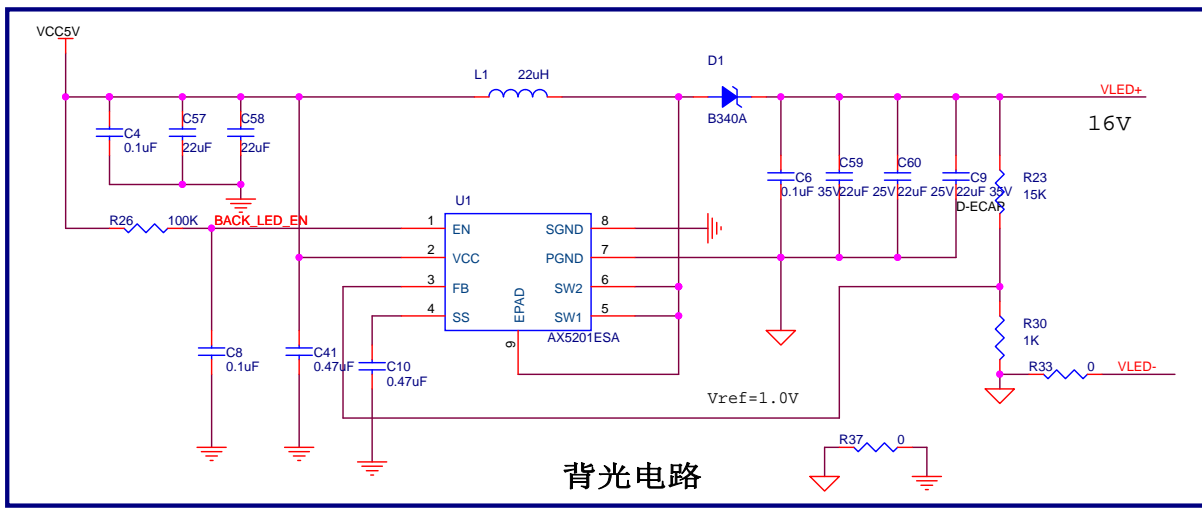 VCC5V
L1 22uH
D1
B340A
VLED+
16V
C4
0.1uF
C57
22uF
C58
22uF
C6
0.1uF 35V
C59
22uF 25V
C60
22uF 25V
C9
22uF 35V
D-ECAP
R23
15K
R26 100K
BACK_LED_EN
U1
1 EN
2 VCC
3 FB
4 SS
SGND 8
PGND 7
SW2 6
SW1 5
EPAD
9
AX5201ESA
C8
0.1uF
C41
0.47uF
C10
0.47uF
R30
1K
R33 0
VLED-
Vref=1.0V
R37 0
背光电路